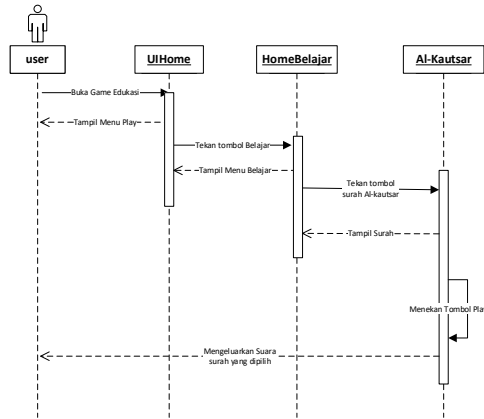 user
UIHome
HomeBelajar
Al-Kautsar
Buka Game Edukasi
Tampil Menu Play
Tekan tombol Belajar
Tampil Menu Belajar
Tekan tombol
surah Al-kautsar
Tampil Surah
Menekan Tombol Play
Mengeluarkan Suara
surah yang dipilih